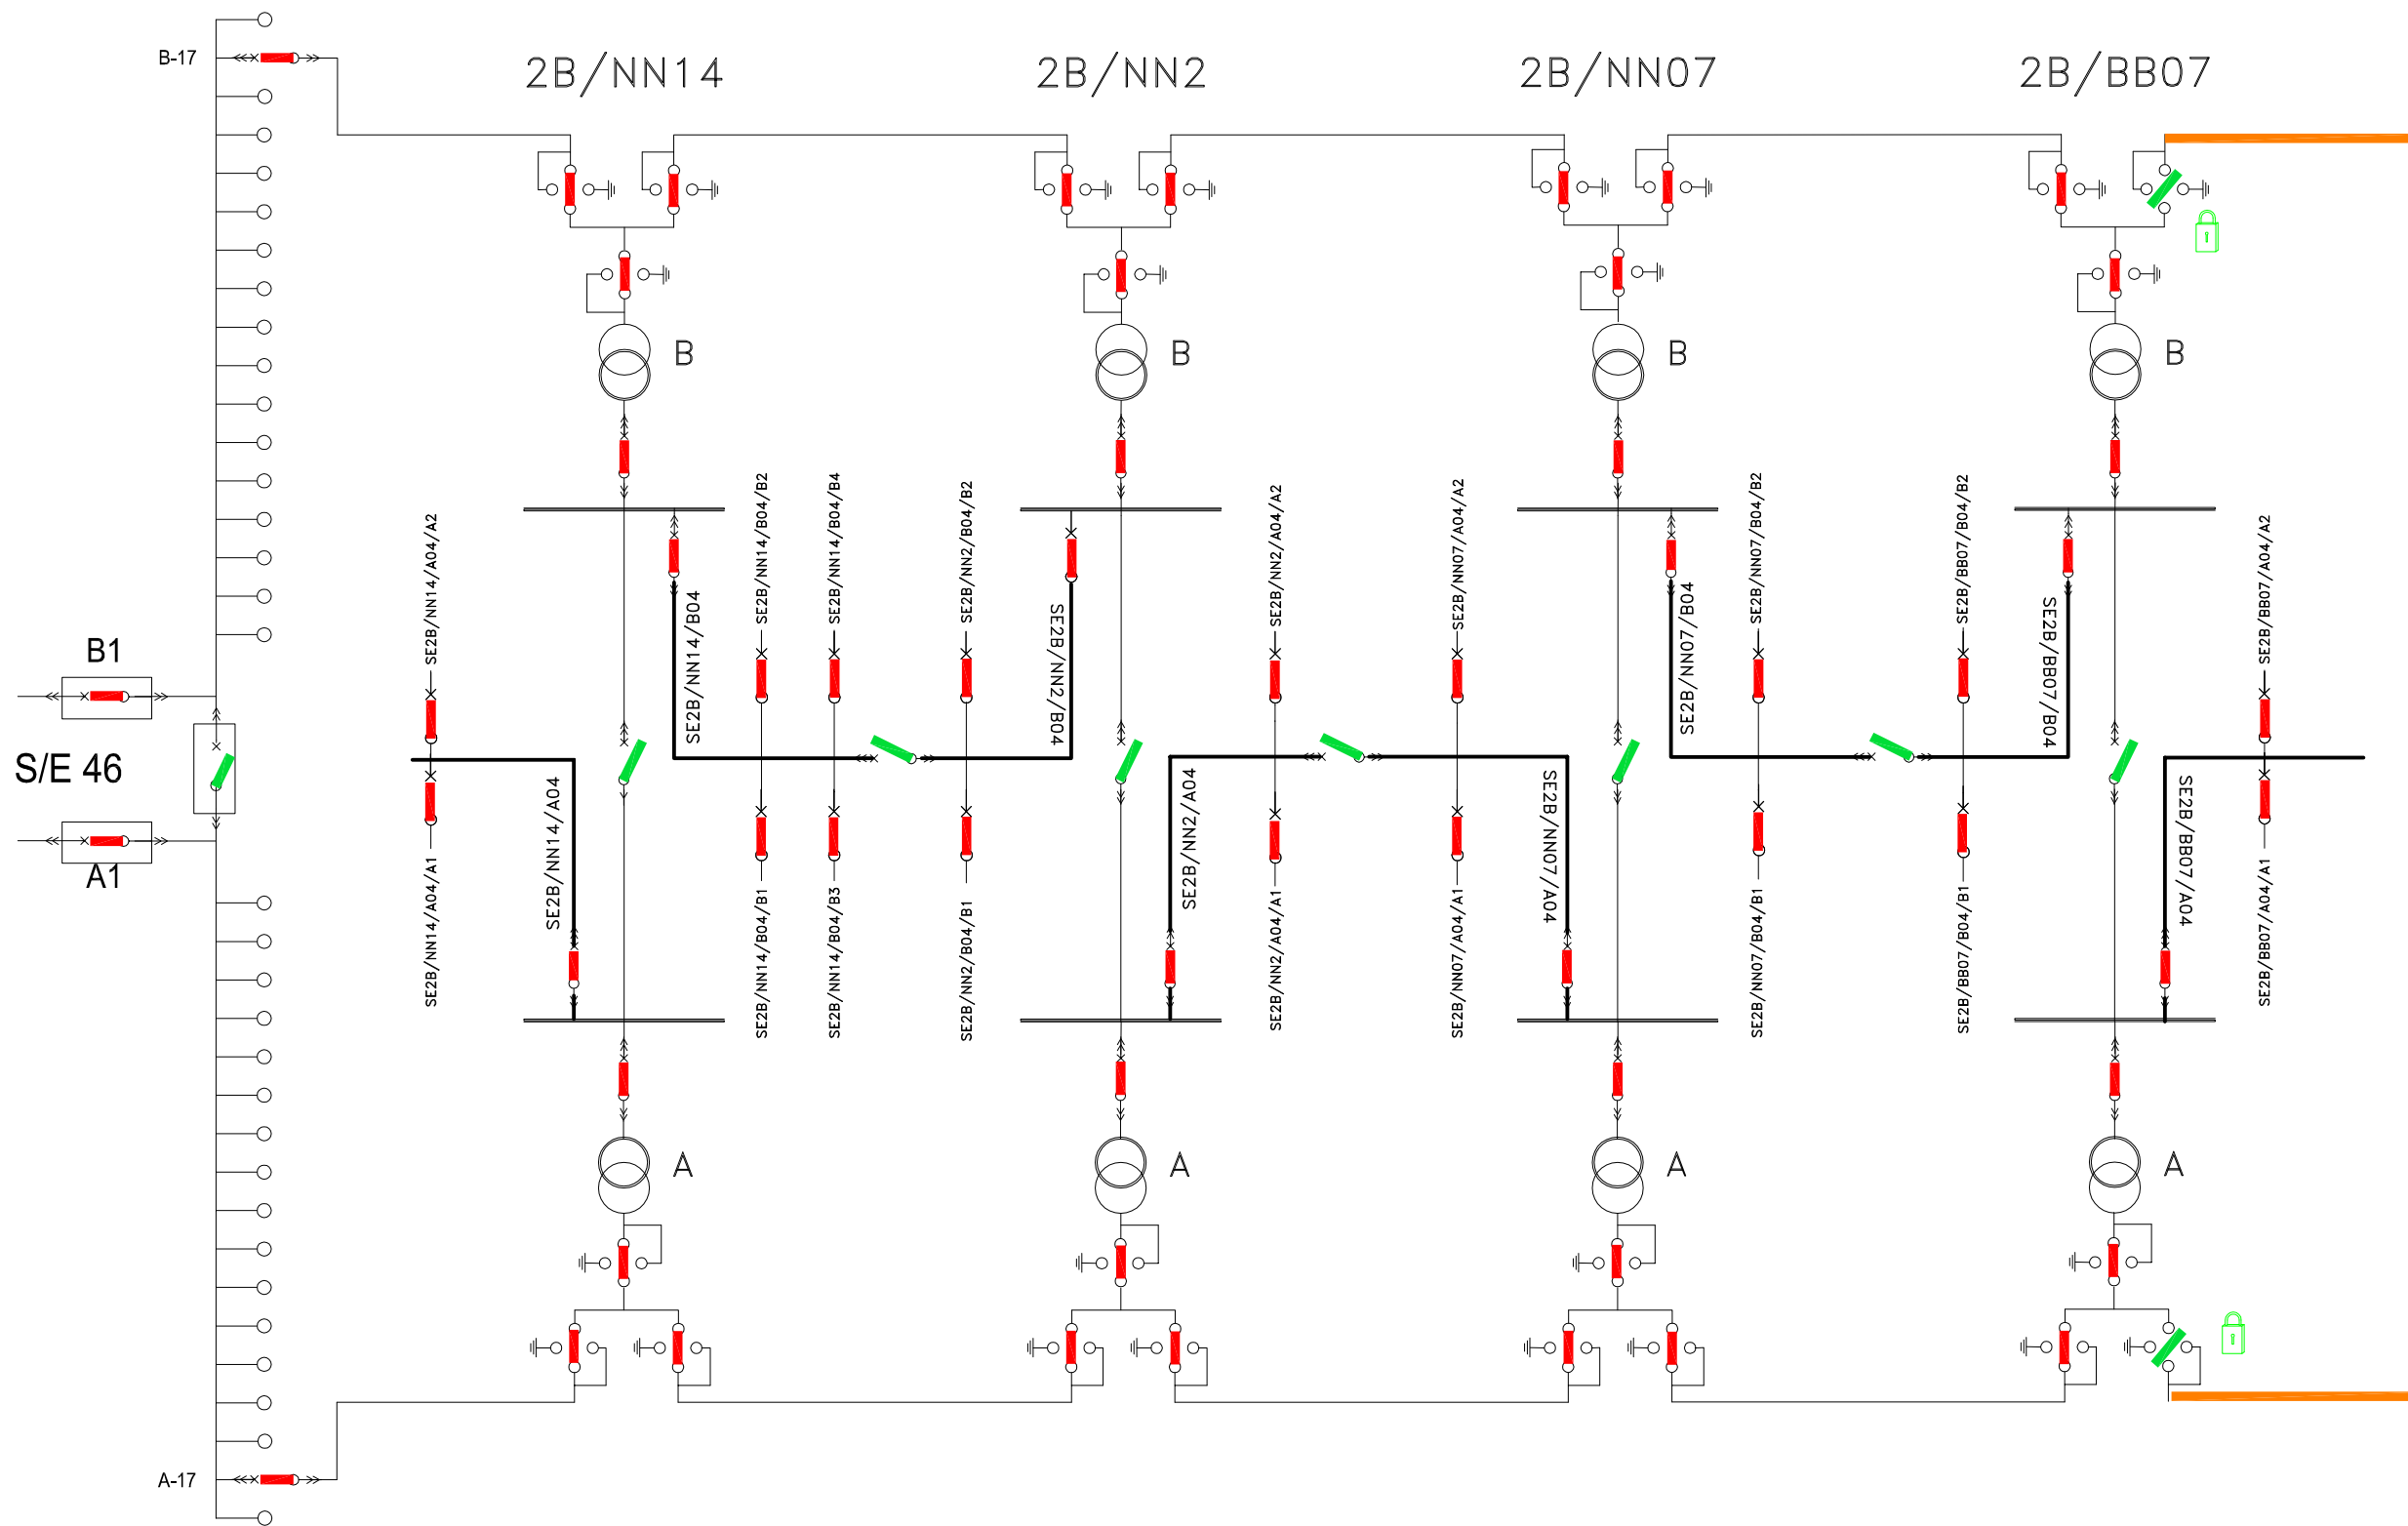 B-17
2B/NN14
2B/NN2
2B/NN07
2B/BB07
B
B
B
B
SE2B/NN14/A04/A2
SE2B/NN14/B04
SE2B/NN14/B04/B2
SE2B/NN14/B04/B4
SE2B/NN2/B04/B2
SE2B/NN2/B04
SE2B/NN2/A04/A2
SE2B/NN07/A04/A2
SE2B/NN07/B04
SE2B/NN07/B04/B2
SE2B/BB07/B04/B2
SE2B/BB07/B04
SE2B/BB07/A04/A2
B1
S/E 46
A1
SE2B/NN14/A04/A1
SE2B/NN14/A04
SE2B/NN14/B04/B1
SE2B/NN14/B04/B3
SE2B/NN2/B04/B1
SE2B/NN2/A04
SE2B/NN2/A04/A1
SE2B/NN07/A04/A1
SE2B/NN07/A04
SE2B/NN07/B04/B1
SE2B/BB07/B04/B1
SE2B/BB07/A04
SE2B/BB07/A04/A1
A
A
A
A
A-17